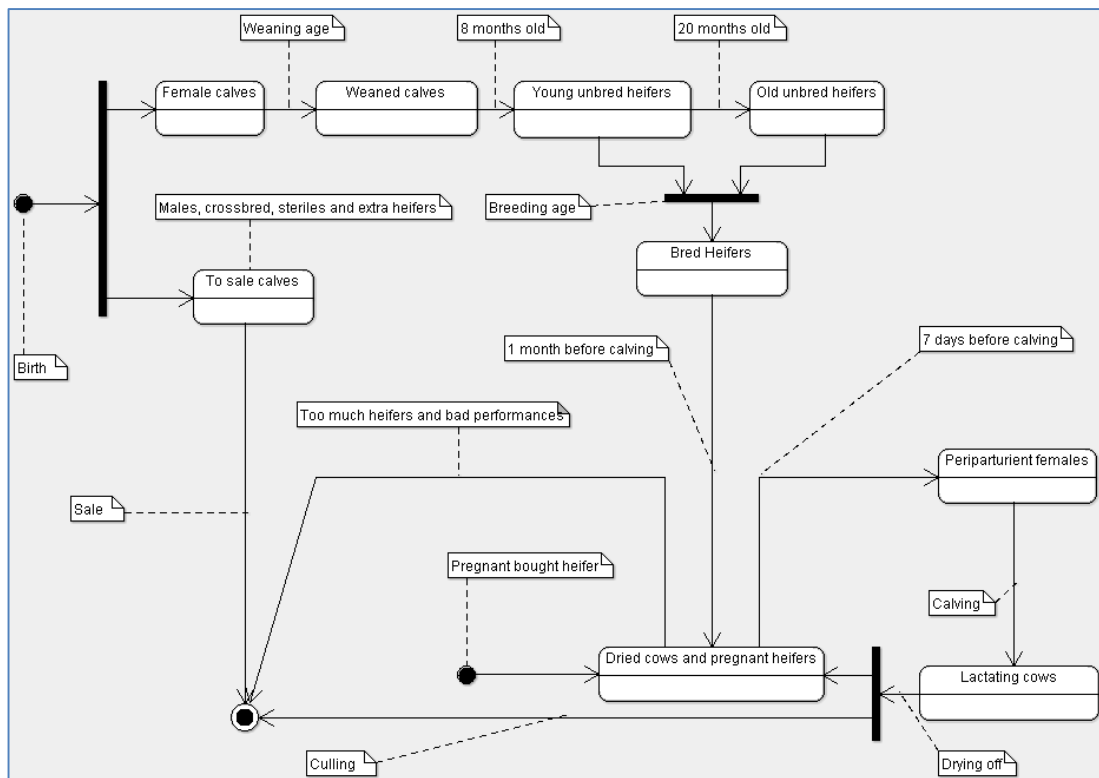 Weaning age
8 months old
20 months old
Female calves
Weaned calves
Young unbred heifers
Old unbred heifers
Males, crossbred, steriles and extra heifers
Breeding age
To sale calves
Bred Heifers
Birth
1 month before calving
7 days before calving
Too much heifers and bad performances
Periparturient females
Sale
Pregnant bought heifer
Calving
Dried cows and pregnant heifers
Lactating cows
Culling
Drying off